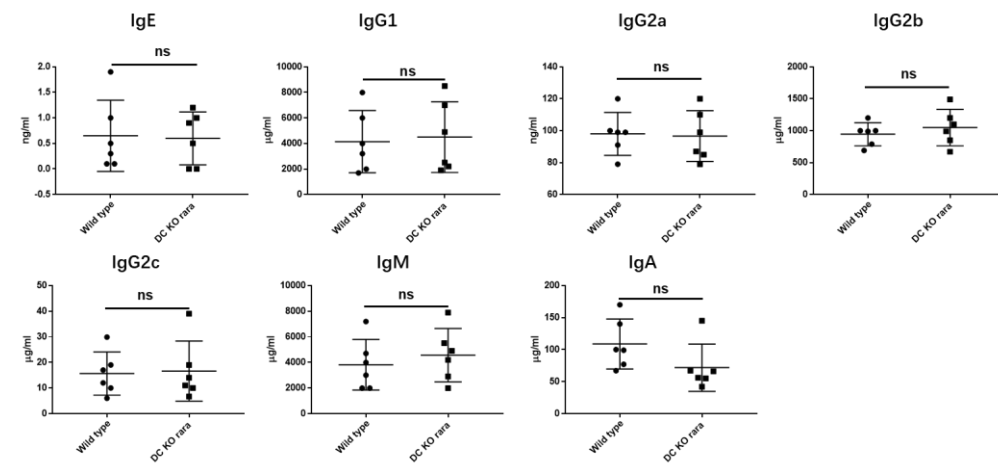 IgE
ns
2.0
1.5
1.0
0.5
0.0
-0.5
ng/ml
Wild type
DC KO rara
IgG1
ns
10000
8000
6000
4000
2000
0
μg/ml
Wild type
DC KO rara
IgG2a
ns
140
120
100
80
60
ng/ml
Wild type
DC KO rara
IgG2b
ns
2000
1500
1000
500
0
μg/ml
Wild type
DC KO rara
IgG2c
ns
50
40
30
20
10
0
μg/ml
Wild type
DC KO rara
IgM
ns
10000
8000
6000
4000
2000
0
μg/ml
Wild type
DC KO rara
IgA
ns
200
150
100
50
0
μg/ml
Wild type
DC KO rara